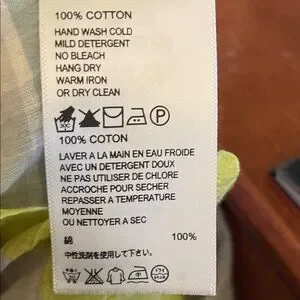 100% COTTON
HAND WASH COLD
MILD DETERGENT
NO BLEACH
HANG DRY
WARM IRON
OR DRY CLEAN
P
100% COTON
LAVER A LA MAIN EN EAU FROIDE
AVEC UN DETERGENT DOUX
NE PAS UTILISER DE CHLORE
ACCROCHE POUR SECHER
REPASSER A TEMPERATURE
MOYENNE
OU NETTOYER A SEC
綿 100%
中性洗剤を使用して下さい。